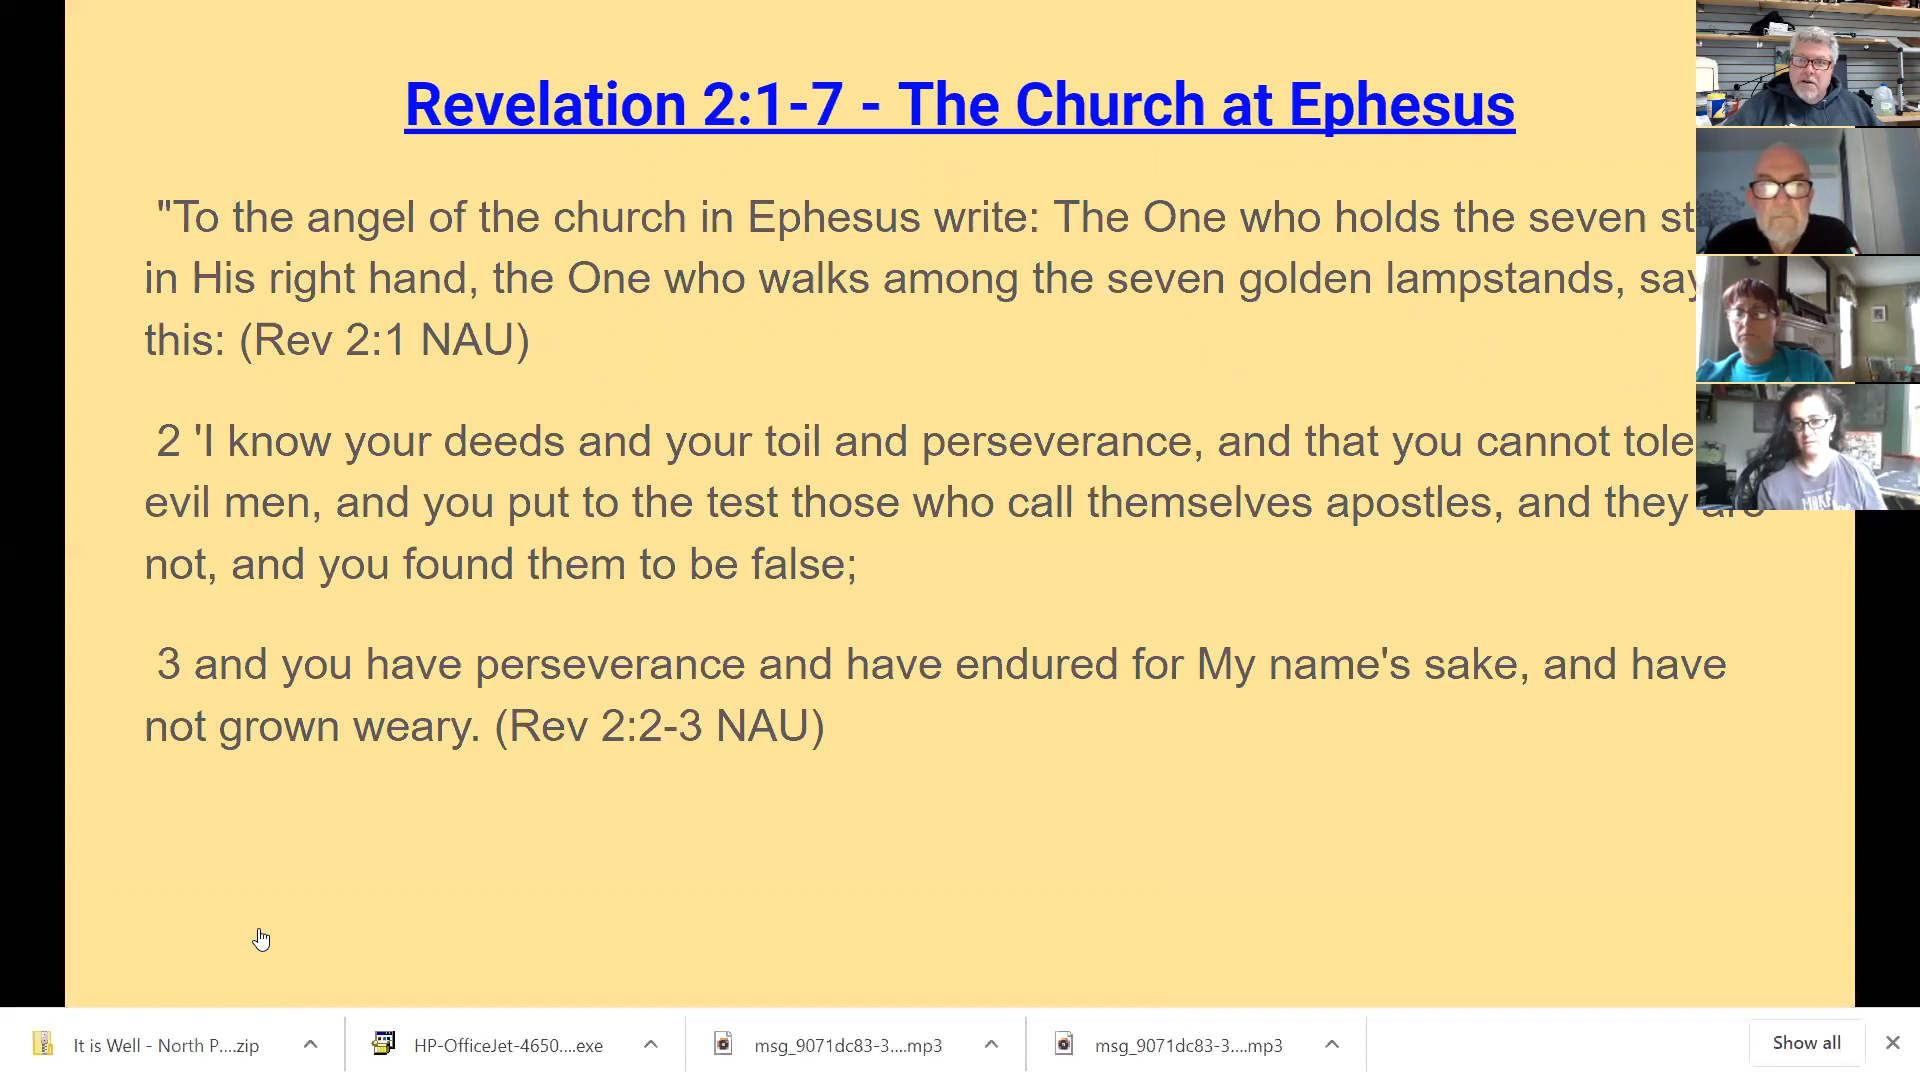 Revelation 2:1-7 - The Church at Ephesus
"To the angel of the church in Ephesus write: The One who holds the seven st
in His right hand, the One who walks among the seven golden lampstands, say
this: (Rev 2:1 NAU)
2 'I know your deeds and your toil and perseverance, and that you cannot tole
evil men, and you put to the test those who call themselves apostles, and they are
not, and you found them to be false;
3 and you have perseverance and have endured for My name's sake, and have
not grown weary. (Rev 2:2-3 NAU)
It is Well - North P....zip
HP-OfficeJet-4650....exe
msg_9071dc83-3....mp3
msg_9071dc83-3....mp3
Show all